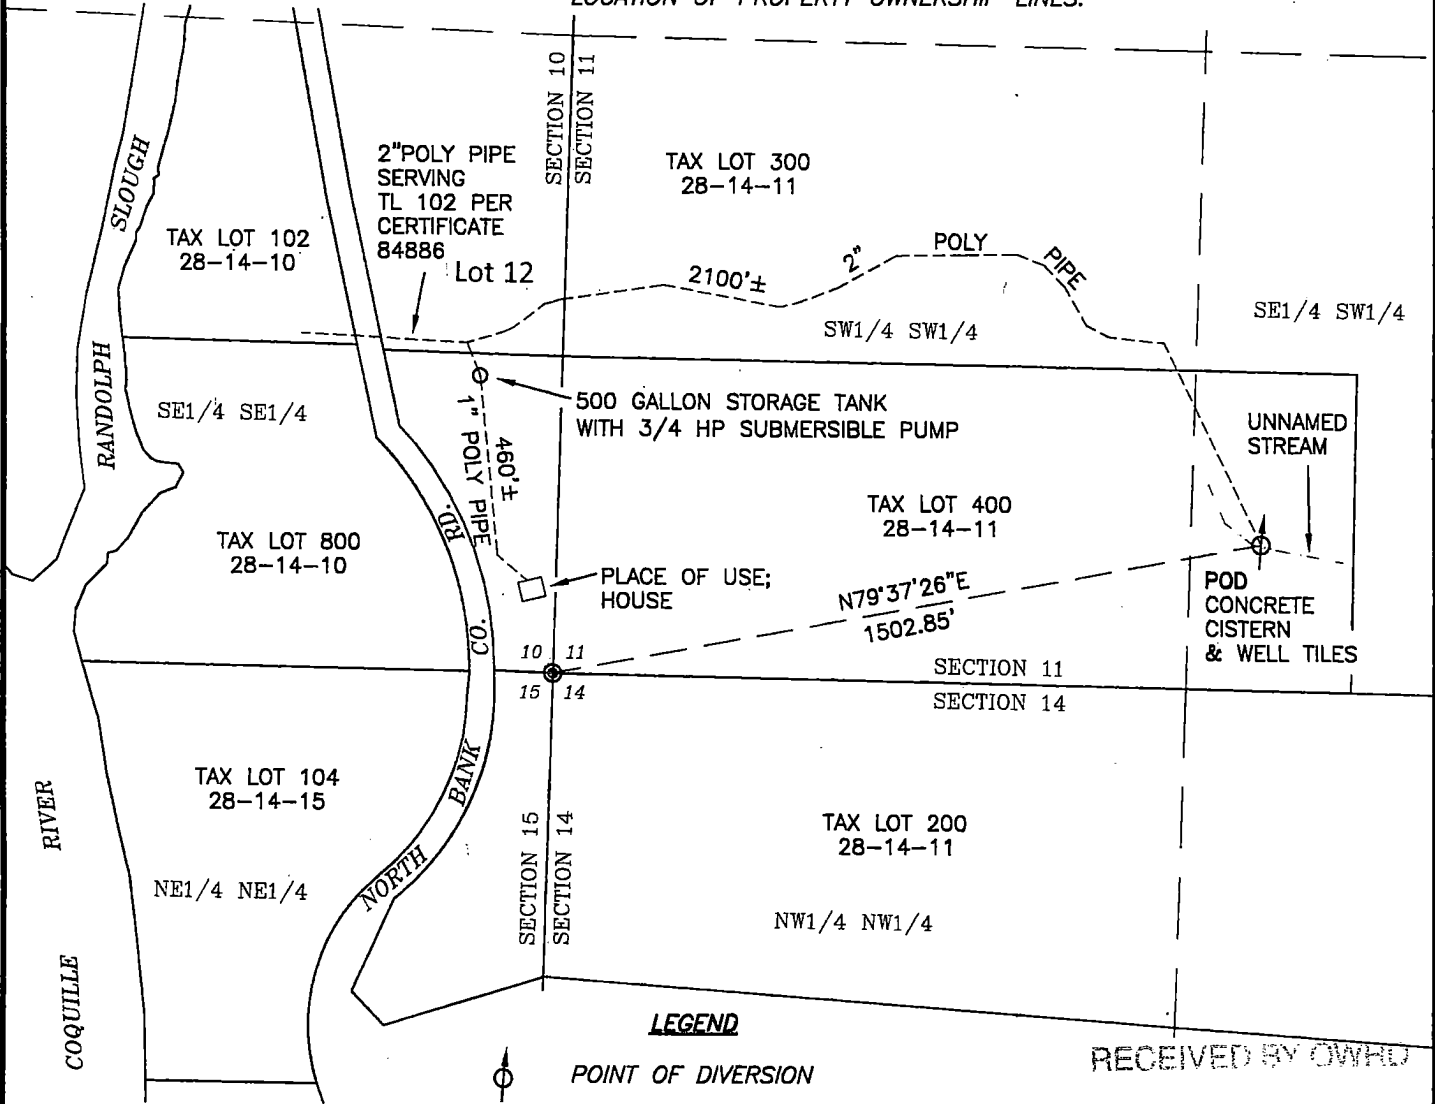 LOCATION OF PROPERTY OWNERSHIP LINES.
SECTION 10
SECTION 11
SLOUGH
RANDOLPH
2"POLY PIPE
SERVING
TL 102 PER
CERTIFICATE
84886
Lot 12
TAX LOT 300
28-14-11
TAX LOT 102
28-14-10
2100'±
2"
POLY
PIPE
SW1/4 SW1/4
SE1/4 SW1/4
SE1/4 SE1/4
500 GALLON STORAGE TANK
WITH 3/4 HP SUBMERSIBLE PUMP
1" POLY PIPE
460'±
UNNAMED
STREAM
TAX LOT 400
28-14-11
TAX LOT 800
28-14-10
PLACE OF USE;
HOUSE
N79°37'26"E
1502.85'
POD
CONCRETE
CISTERN
& WELL TILES
10 11
15 14
SECTION 11
SECTION 14
NORTH
BANK
CO.
RD.
TAX LOT 104
28-14-15
NE1/4 NE1/4
SECTION 15
SECTION 14
TAX LOT 200
28-14-11
NW1/4 NW1/4
COQUILLE
RIVER
LEGEND
POINT OF DIVERSION
RECEIVED BY OWRD